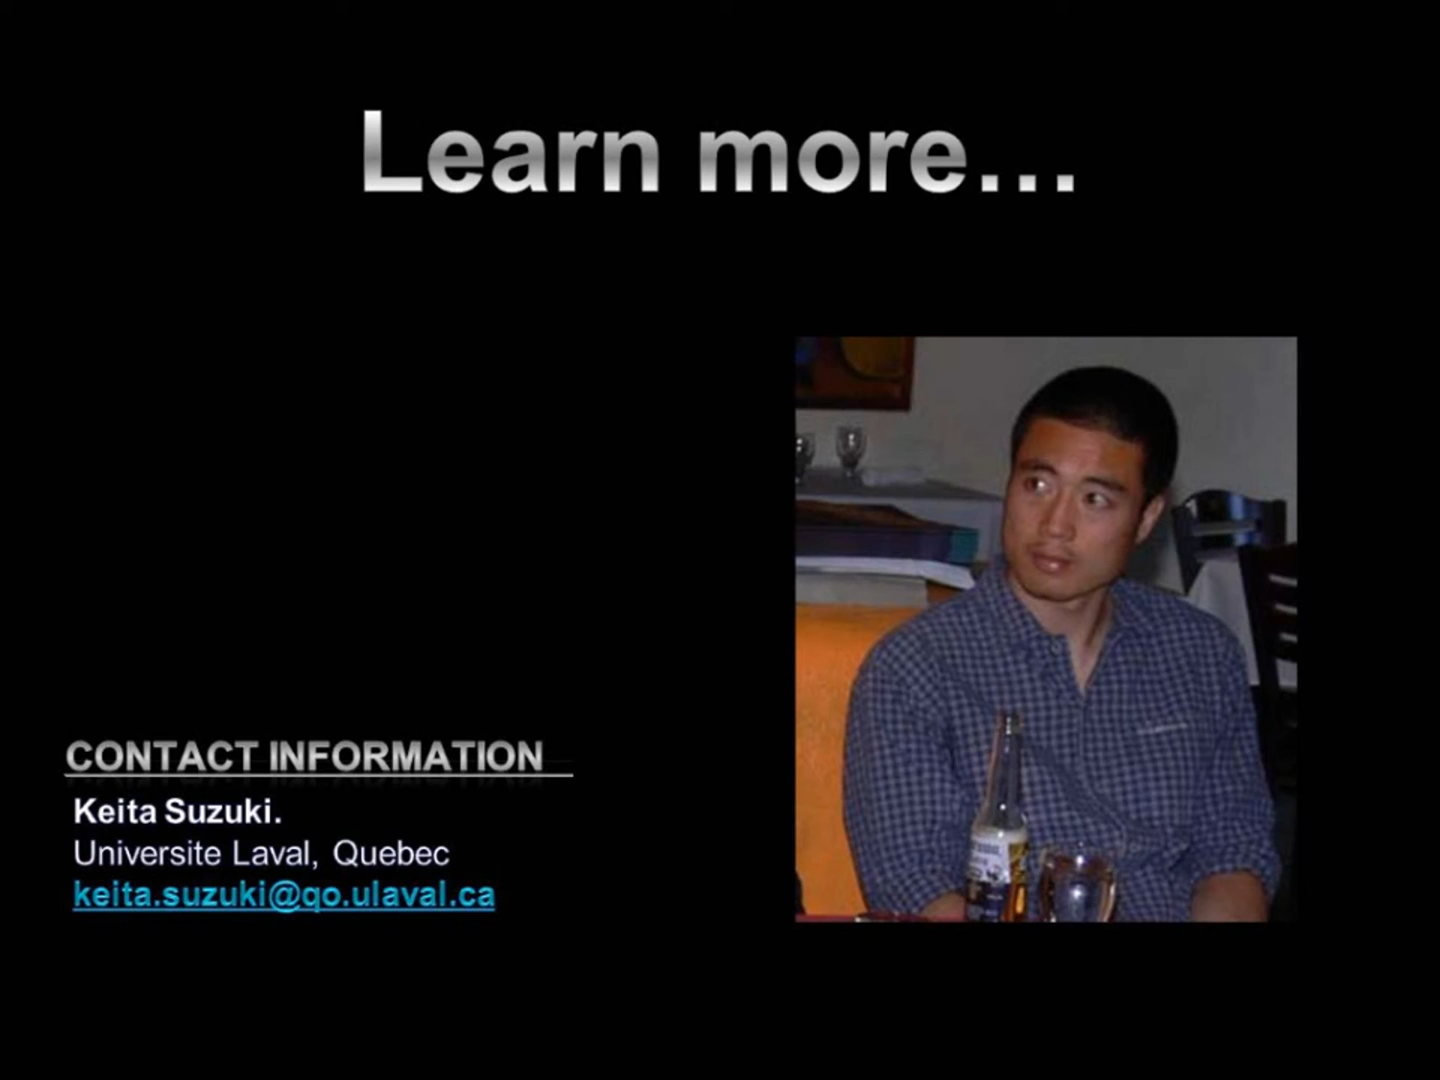 Learn more...
CONTACT INFORMATION
Keita Suzuki.
Universite Laval, Quebec
keita.suzuki@qo.ulaval.ca